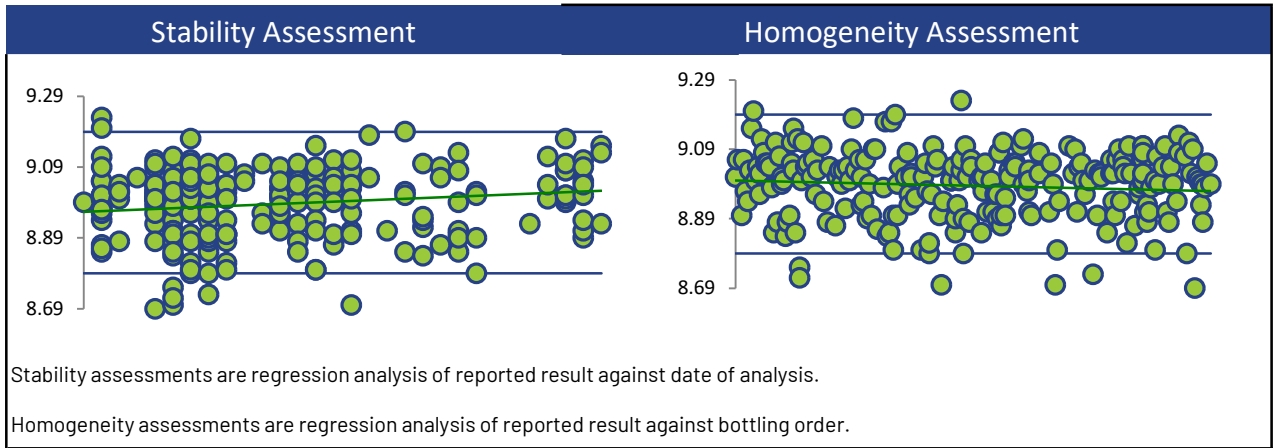 Stability Assessment
Homogeneity Assessment
9.29
9.09
8.89
8.69
9.29
9.09
8.89
8.69
Stability assessments are regression analysis of reported result against date of analysis.
Homogeneity assessments are regression analysis of reported result against bottling order.